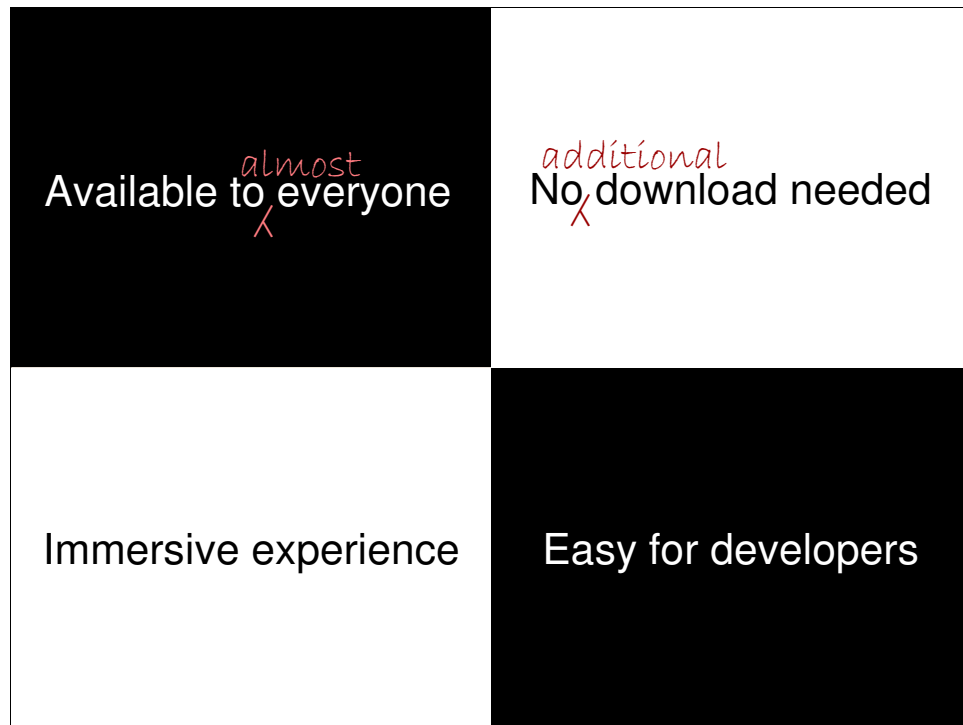 almost
Available to everyone
additional
No download needed
Immersive experience
Easy for developers